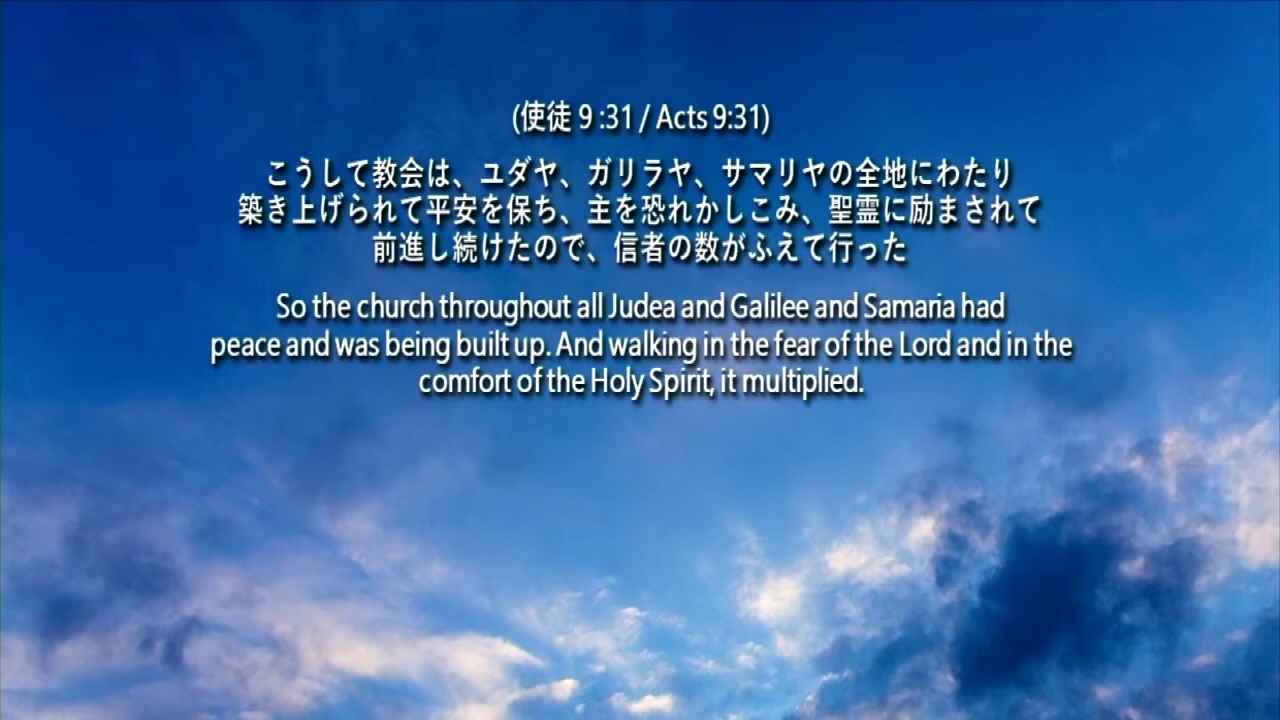 (使徒 9 :31 / Acts 9:31)
こうして教会は、ユダヤ、ガリラヤ、サマリヤの全地にわたり
築き上げられて平安を保ち、主を恐れかしこみ、聖霊に励まされて
前進し続けたので、信者の数がふえて行った
So the church throughout all Judea and Galilee and Samaria had
peace and was being built up. And walking in the fear of the Lord and in the
comfort of the Holy Spirit, it multiplied.